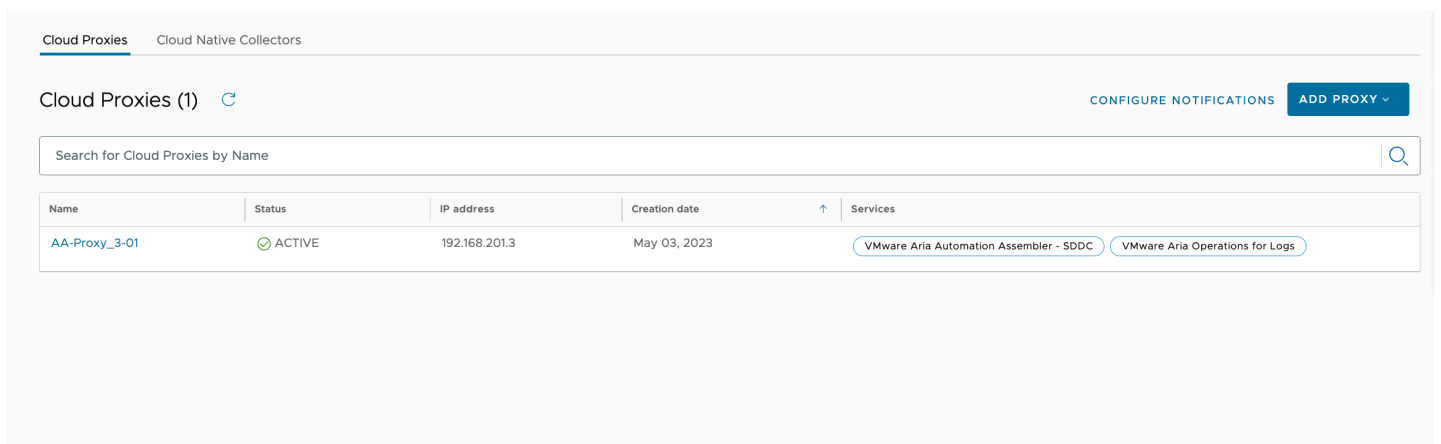 Cloud Proxies Cloud Native Collectors
Cloud Proxies (1)
CONFIGURE NOTIFICATIONS ADD PROXY
Search for Cloud Proxies by Name
Name Status IP address Creation date Services
AA-Proxy_3-01 ACTIVE 192.168.201.3 May 03, 2023 VMware Aria Automation Assembler - SDDC VMware Aria Operations for Logs